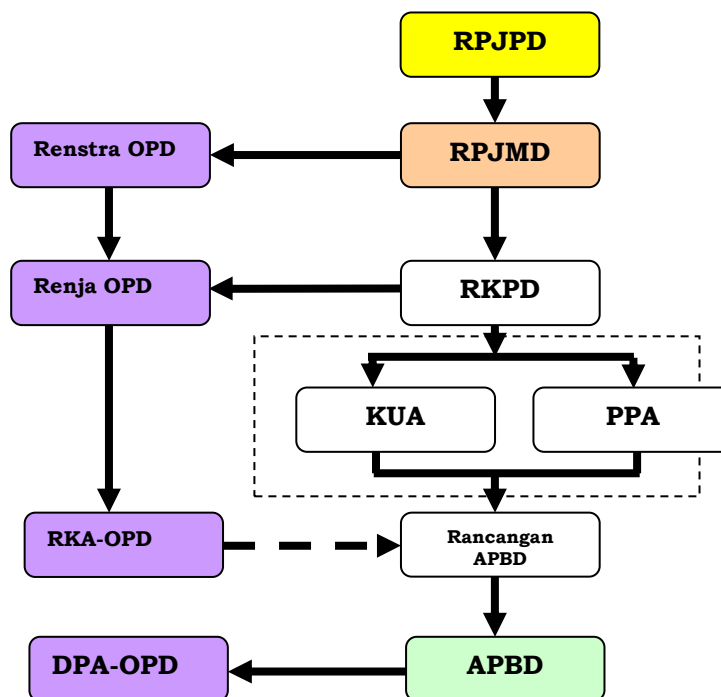 RPJPD
Renstra OPD
RPJMD
Renja OPD
RKPD
KUA
PPA
RKA-OPD
Rancangan
APBD
DPA-OPD
APBD